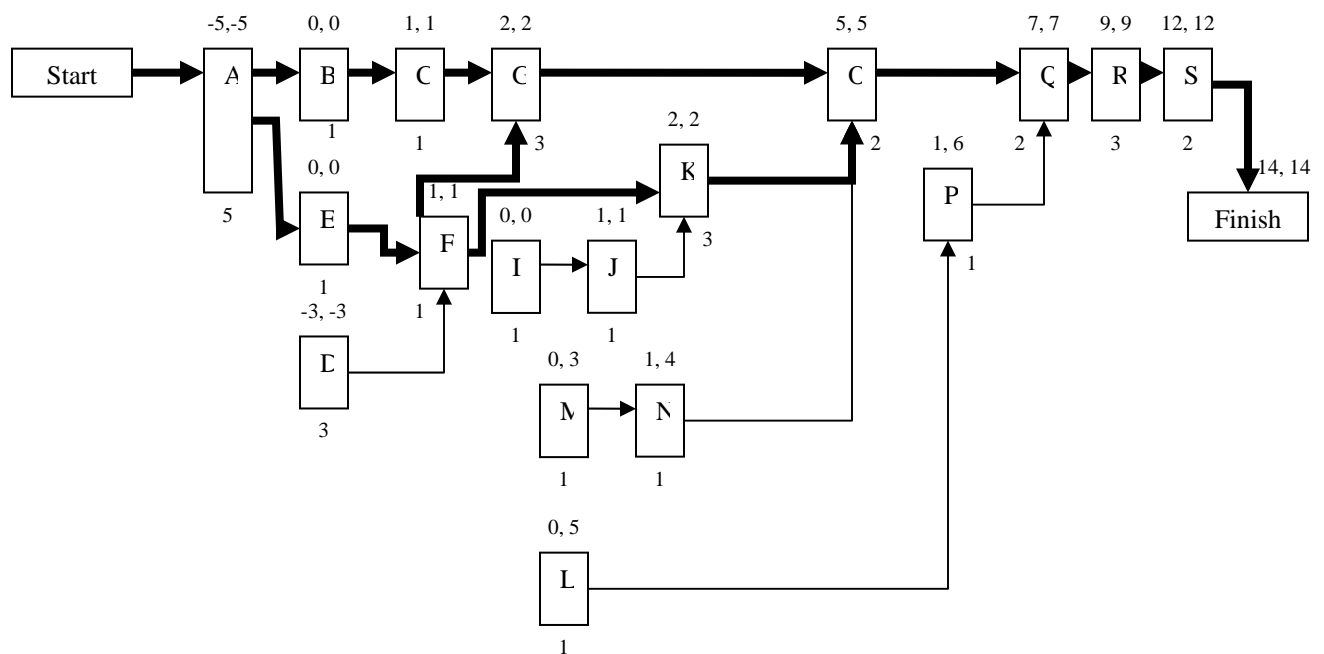 -5,-5
0, 0
1, 1
2, 2
5, 5
7, 7
9, 9
12, 12
Start
A
B
C
G
C
Q
R
S
1
1
3
2
2
3
2
2, 2
1, 6
0, 0
14, 14
K
P
1, 1
5
E
0, 0
1, 1
Finish
F
3
1
I
J
1
-3, -3
1
1
1
D
0, 3
1, 4
3
M
N
1
1
0, 5
L
1